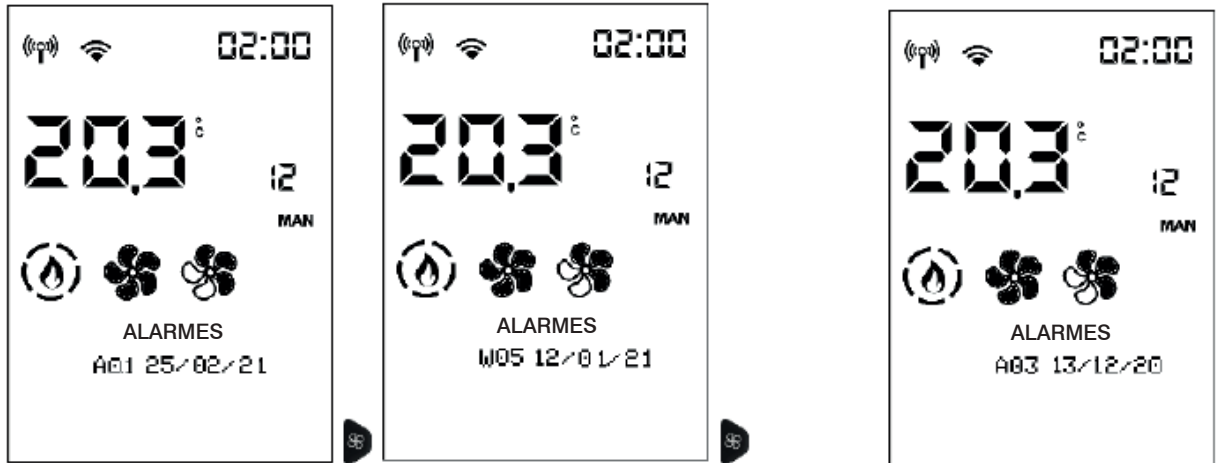 02:00
20,3 °C
12
MAN
ALARMES
A01 25/02/21
02:00
20,3 °C
12
MAN
ALARMES
W05 12/01/21
02:00
20,3 °C
12
MAN
ALARMES
A03 13/12/20